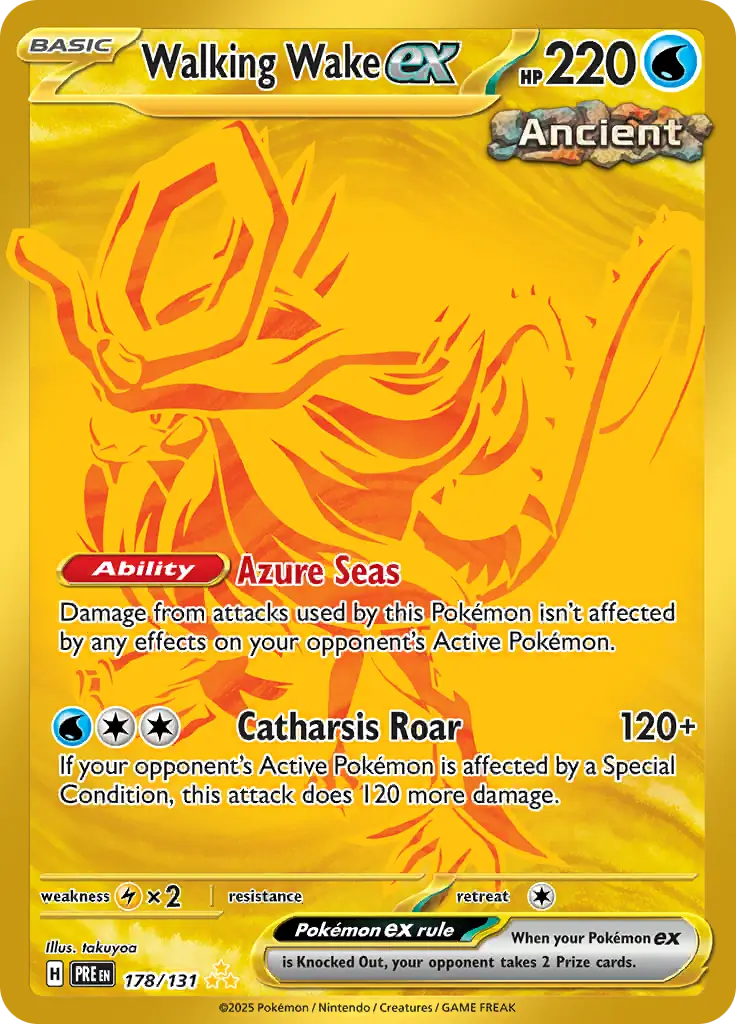 BASIC Walking Wake ex HP 220
Ancient
Ability Azure Seas
Damage from attacks used by this Pokémon isn't affected
by any effects on your opponent's Active Pokémon.
Catharsis Roar 120+
If your opponent's Active Pokémon is affected by a Special
Condition, this attack does 120 more damage.
weakness ×2 resistance retreat
Illus. takuyoa
Pokémon ex rule When your Pokémon ex
is Knocked Out, your opponent takes 2 Prize cards.
H PRE EN 178/131
©2025 Pokémon / Nintendo / Creatures / GAME FREAK